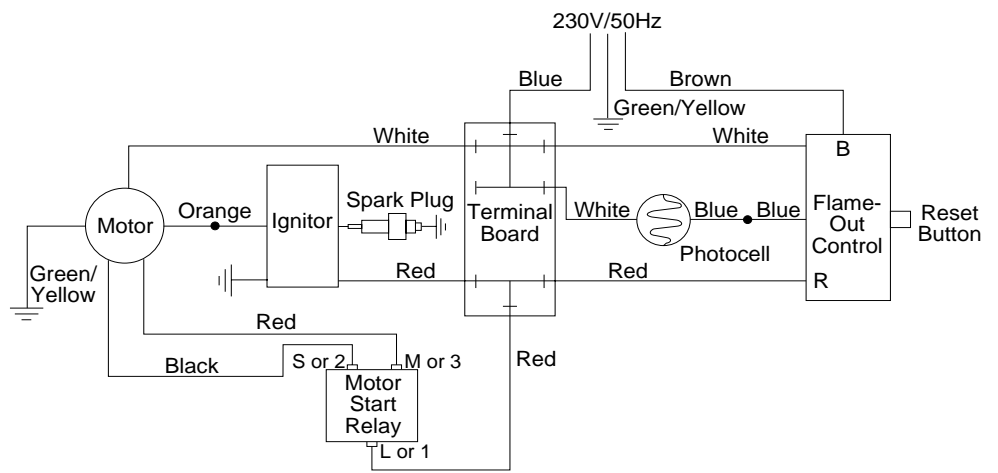 230V/50Hz
Blue
Brown
Green/Yellow
White
White
B
Orange
Ignitor
Spark Plug
Terminal
Board
White
Blue
Blue
Flame-
Out
Control
Reset
Button
Motor
Photocell
Green/
Yellow
Red
Red
R
Red
Black
S or 2
M or 3
Red
Motor
Start
Relay
L or 1